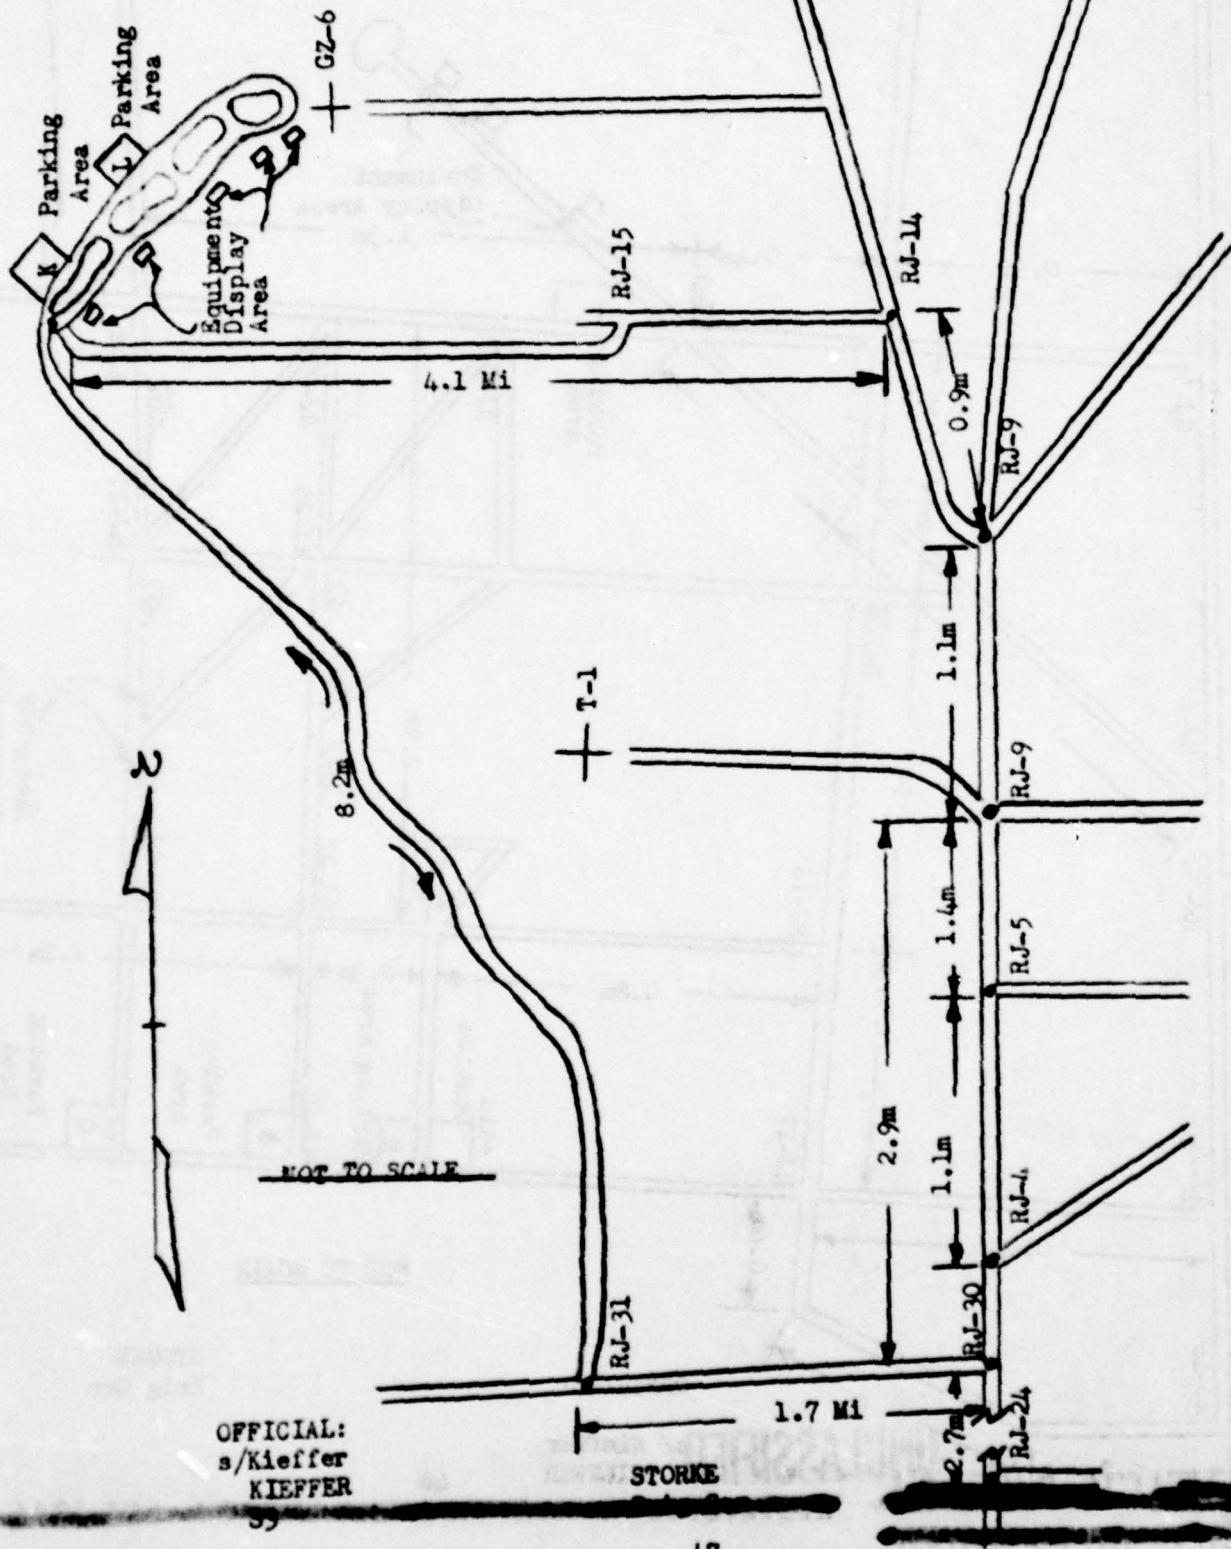 Parking
Area
K
Parking
Area
L
GZ-6
Equipment
Display
Area
RJ-15
RJ-14
4.1 Mi
0.9m
RJ-9
1.1m
8.2m
T-1
RJ-9
1.4m
RJ-5
2.9m
1.1m
RJ-4
NOT TO SCALE
RJ-31
RJ-30
1.7 Mi
2.7m
RJ-24
OFFICIAL:
s/Kieffer
KIEFFER
S3
STORKE